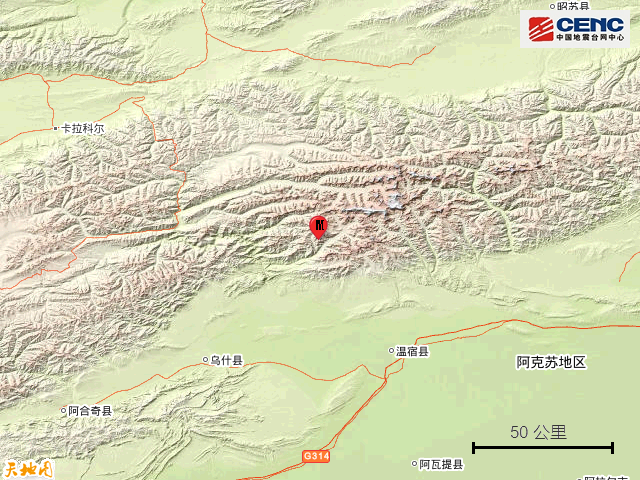 昭苏县
CENC
中国地震台网中心
卡拉科尔
M
乌什县
温宿县
阿克苏地区
阿合奇县
50 公里
G314
阿瓦提县
天地图